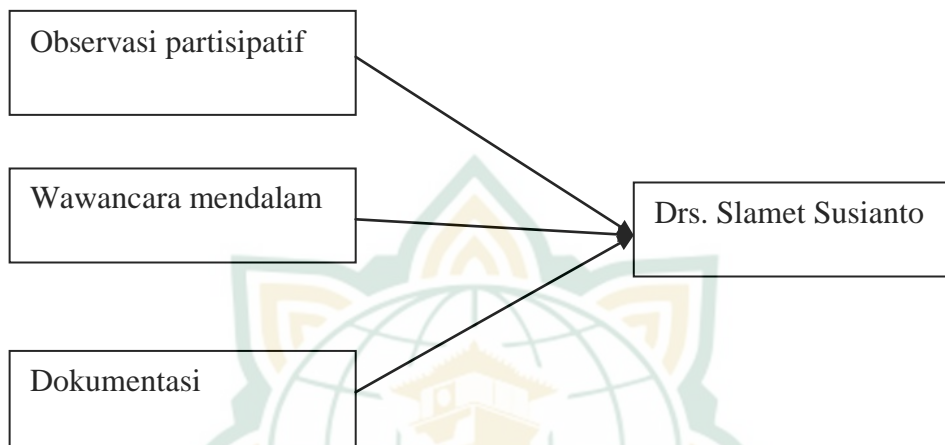 Observasi partisipatif
Wawancara mendalam
Drs. Slamet Susianto
Dokumentasi